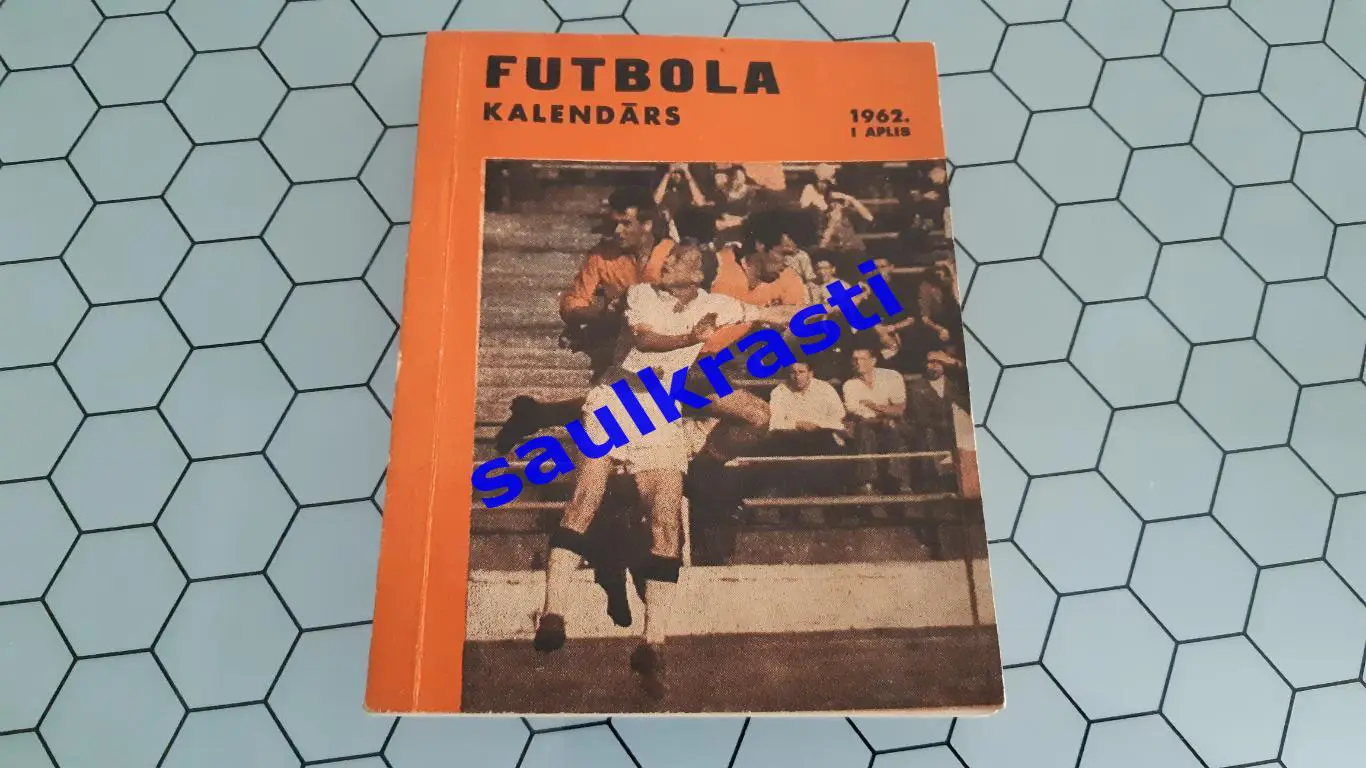 FUTBOLA
KALENDĀRS
1962.
I APLIS
saulkrasti